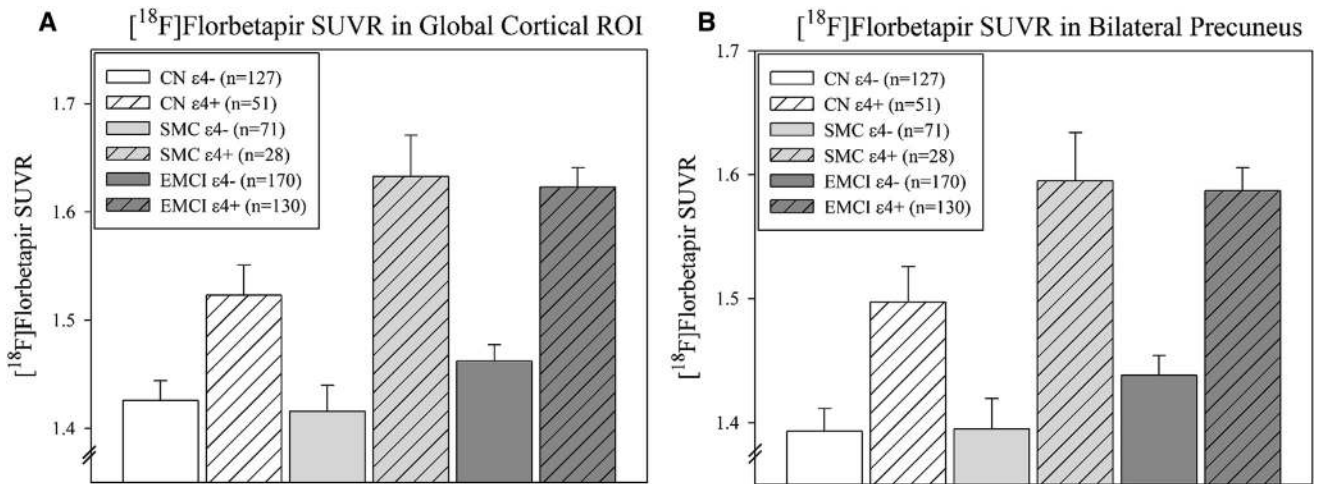 A
[18F]Florbetapir SUVR in Global Cortical ROI
[18F]Florbetapir SUVR
1.7
1.6
1.5
1.4
CN ε4- (n=127)
CN ε4+ (n=51)
SMC ε4- (n=71)
SMC ε4+ (n=28)
EMCI ε4- (n=170)
EMCI ε4+ (n=130)
B
[18F]Florbetapir SUVR in Bilateral Precuneus
[18F]Florbetapir SUVR
1.7
1.6
1.5
1.4
CN ε4- (n=127)
CN ε4+ (n=51)
SMC ε4- (n=71)
SMC ε4+ (n=28)
EMCI ε4- (n=170)
EMCI ε4+ (n=130)